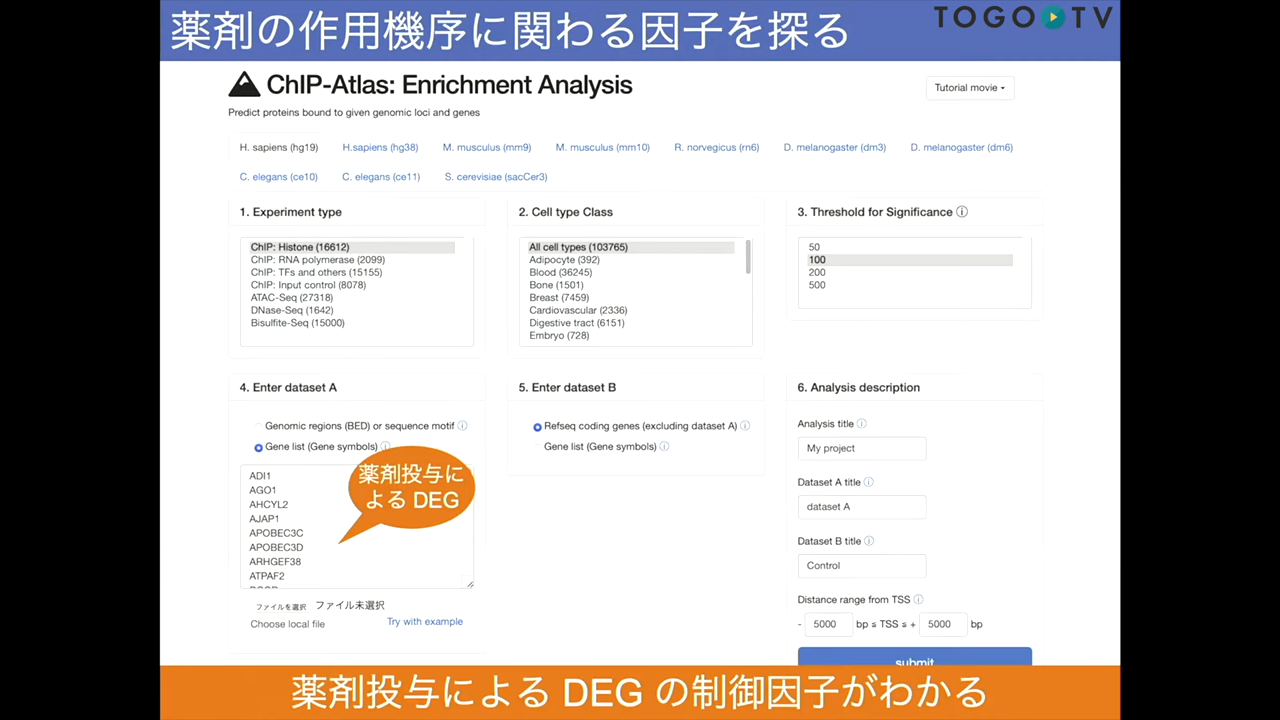 薬剤の作用機序に関わる因子を探る
TOGO TV
ChIP-Atlas: Enrichment Analysis
Tutorial movie
Predict proteins bound to given genomic loci and genes
H. sapiens (hg19)
H.sapiens (hg38)
M. musculus (mm9)
M. musculus (mm10)
R. norvegicus (rn6)
D. melanogaster (dm3)
D. melanogaster (dm6)
C. elegans (ce10)
C. elegans (ce11)
S. cerevisiae (sacCer3)
1. Experiment type
ChIP: Histone (16612)
ChIP: RNA polymerase (2099)
ChIP: TFs and others (15155)
ChIP: Input control (8078)
ATAC-Seq (27318)
DNase-Seq (1642)
Bisulfite-Seq (15000)
2. Cell type Class
All cell types (103765)
Adipocyte (392)
Blood (36245)
Bone (1501)
Breast (7459)
Cardiovascular (2336)
Digestive tract (6151)
Embryo (728)
3. Threshold for Significance
50
100
200
500
4. Enter dataset A
Genomic regions (BED) or sequence motif
Gene list (Gene symbols)
ADI1
AGO1
AHCYL2
AJAP1
APOBEC3C
APOBEC3D
ARHGEF38
ATPAF2
薬剤投与に
よる DEG
ファイルを選択 ファイル未選択
Choose local file
Try with example
5. Enter dataset B
Refseq coding genes (excluding dataset A)
Gene list (Gene symbols)
6. Analysis description
Analysis title
My project
Dataset A title
dataset A
Dataset B title
Control
Distance range from TSS
- 5000 bp ≤ TSS ≤ + 5000 bp
submit
薬剤投与による DEG の制御因子がわかる